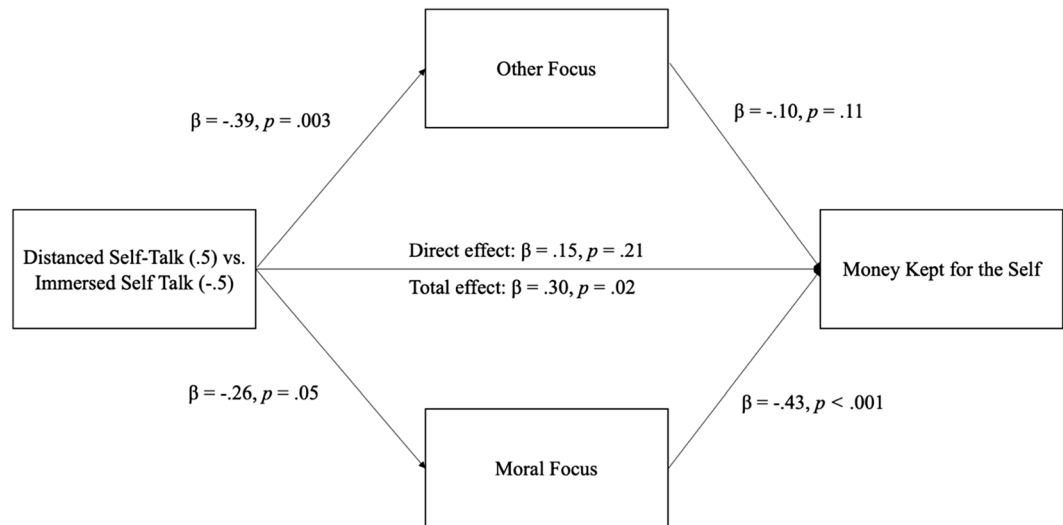 Other Focus
β = -.39, p = .003
β = -.10, p = .11
Distanced Self-Talk (.5) vs.
Immersed Self Talk (-.5)
Direct effect: β = .15, p = .21
Total effect: β = .30, p = .02
Money Kept for the Self
β = -.26, p = .05
β = -.43, p < .001
Moral Focus